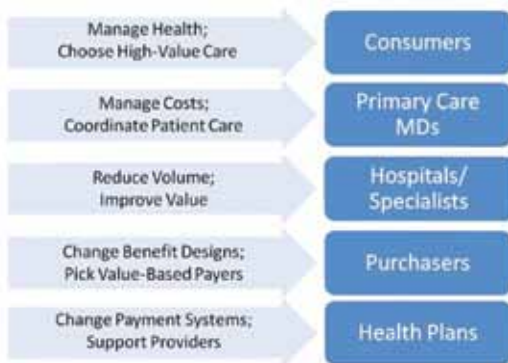 Manage Health;
Choose High-Value Care
Consumers
Manage Costs;
Coordinate Patient Care
Primary Care
MDs
Reduce Volume;
Improve Value
Hospitals/
Specialists
Change Benefit Designs;
Pick Value-Based Payers
Purchasers
Change Payment Systems;
Support Providers
Health Plans